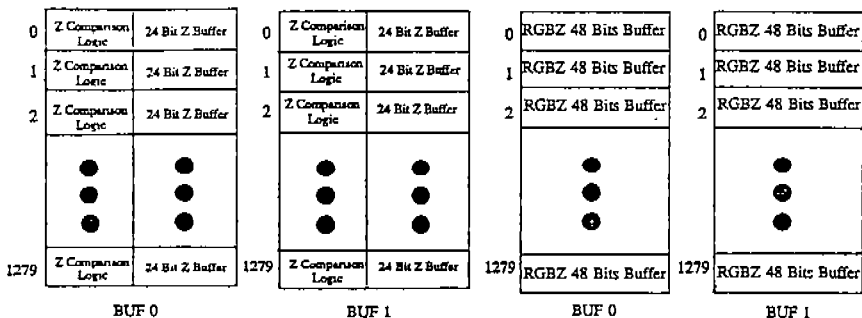 0 Z Comparison Logic 24 Bit Z Buffer
1 Z Comparison Logic 24 Bit Z Buffer
2 Z Comparison Logic 24 Bit Z Buffer
1279 Z Comparison Logic 24 Bit Z Buffer
BUF 0
0 Z Comparison Logic 24 Bit Z Buffer
1 Z Comparison Logic 24 Bit Z Buffer
2 Z Comparison Logic 24 Bit Z Buffer
1279 Z Comparison Logic 24 Bit Z Buffer
BUF 1
0 RGBZ 48 Bits Buffer
1 RGBZ 48 Bits Buffer
2 RGBZ 48 Bits Buffer
1279 RGBZ 48 Bits Buffer
BUF 0
0 RGBZ 48 Bits Buffer
1 RGBZ 48 Bits Buffer
2 RGBZ 48 Bits Buffer
1279 RGBZ 48 Bits Buffer
BUF 1